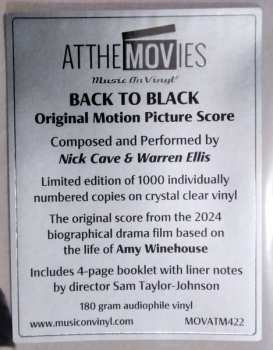 ATTHEMOVIES
Music On Vinyl!
BACK TO BLACK
Original Motion Picture Score
Composed and Performed by
Nick Cave & Warren Ellis
Limited edition of 1000 individually
numbered copies on crystal clear vinyl
The original score from the 2024
biographical drama film based on
the life of Amy Winehouse
Includes 4-page booklet with liner notes
by director Sam Taylor-Johnson
180 gram audiophile vinyl
www.musiconvinyl.com MOVATM422